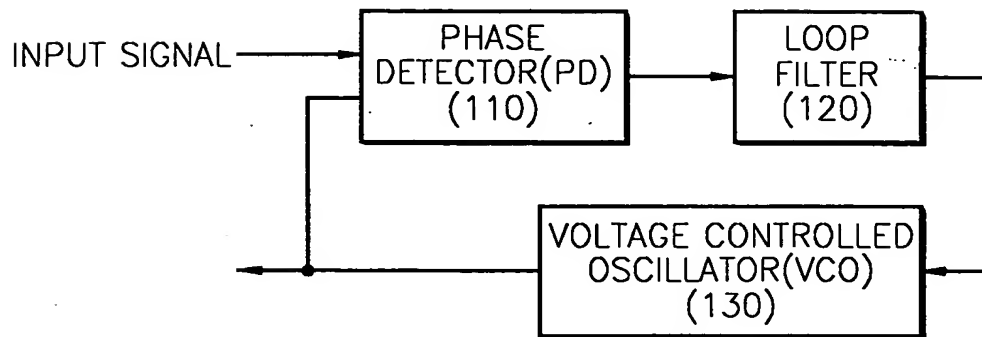 INPUT SIGNAL
PHASE
DETECTOR(PD)
(110)
LOOP
FILTER
(120)
VOLTAGE CONTROLLED
OSCILLATOR(VCO)
(130)